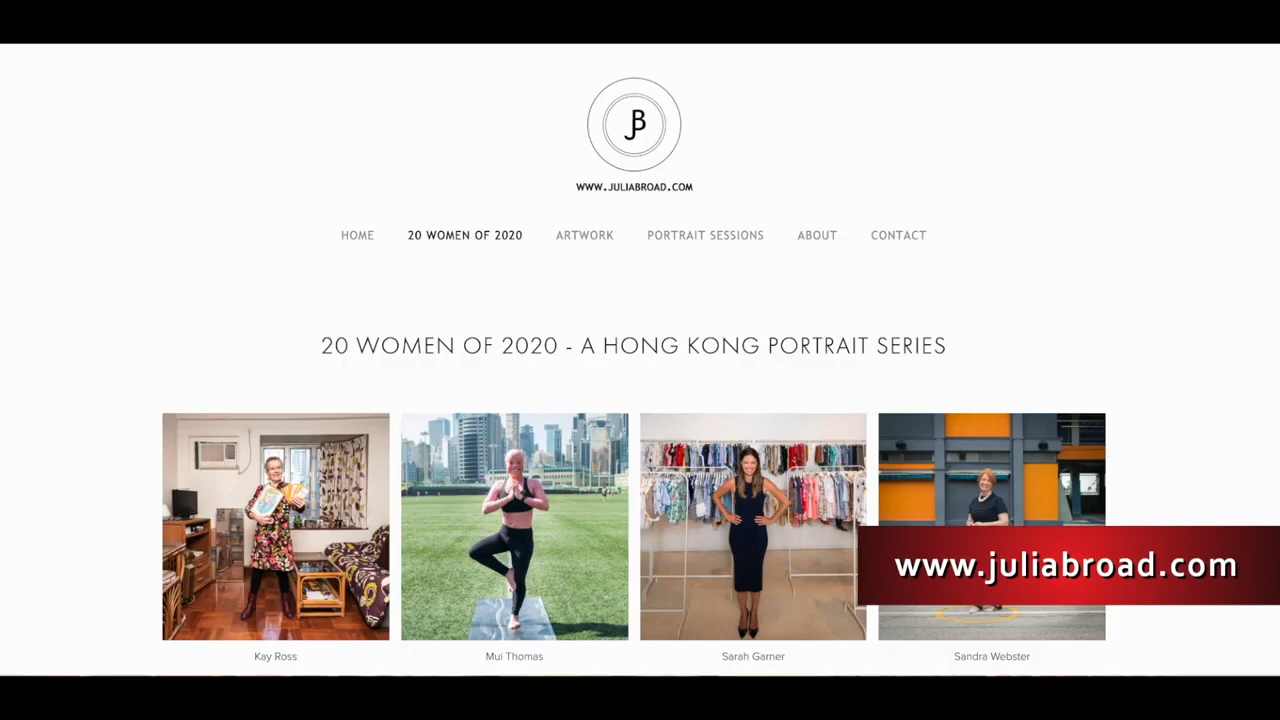 JB
WWW.JULIABROAD.COM
HOME 20 WOMEN OF 2020 ARTWORK PORTRAIT SESSIONS ABOUT CONTACT
20 WOMEN OF 2020 - A HONG KONG PORTRAIT SERIES
www.juliabroad.com
Kay Ross Mui Thomas Sarah Garner Sandra Webster